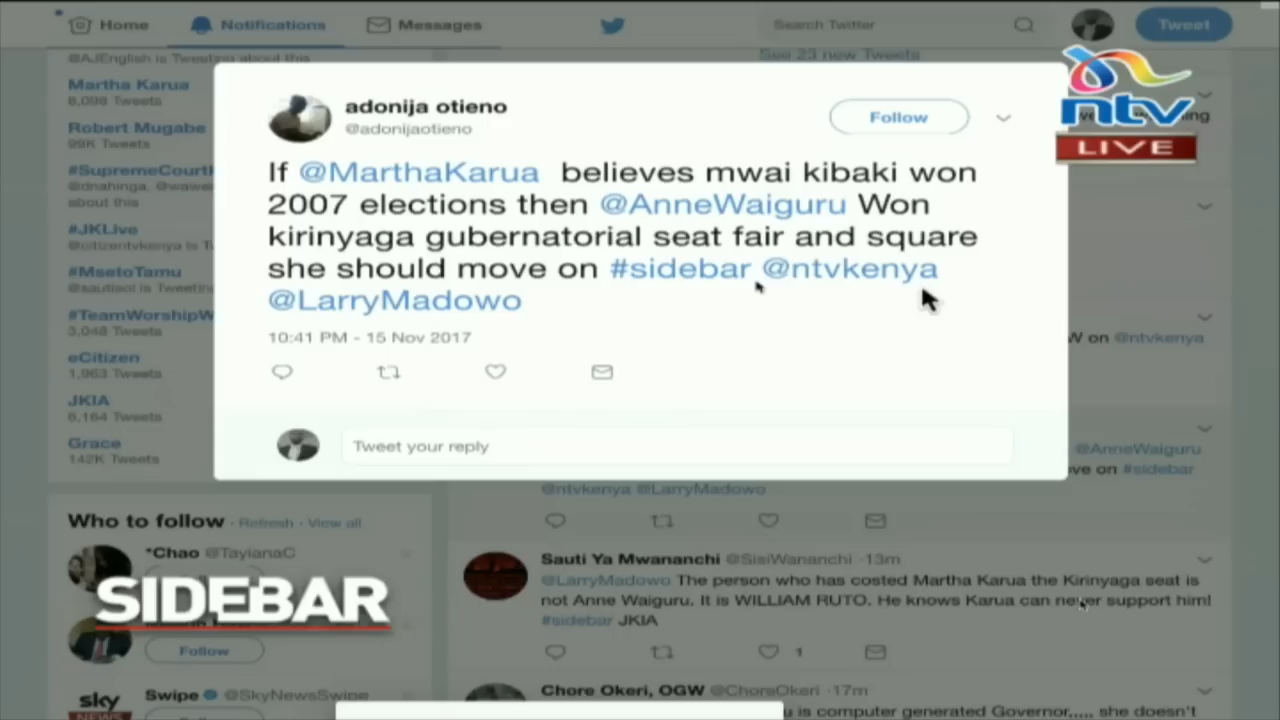 Home Notifications Messages Search Twitter Tweet
@AJEnglish is Tweeting about this
Martha Karua
8,098 Tweets
Robert Mugabe
99K Tweets
#SupremeCourt
@dnahinga, @wawe
about this
#JKLive
@citizentvkenya is T
#MsetoTamu
@sautisol is Tweeting
#TeamWorshipW
3,048 Tweets
eCitizen
1,963 Tweets
JKIA
6,164 Tweets
Grace
142K Tweets
Who to follow · Refresh · View all
*Chao @TayianaC
Follow
sky
NEWS
Swipe @SkyNewsSwipe
SIDEBAR
See 23 new Tweets
ntv
LIVE
adonija otieno
@adonijaotieno
Follow
If @MarthaKarua believes mwai kibaki won
2007 elections then @AnneWaiguru Won
kirinyaga gubernatorial seat fair and square
she should move on #sidebar @ntvkenya
@LarryMadowo
10:41 PM - 15 Nov 2017
Tweet your reply
W on @ntvkenya
@AnneWaiguru
ve on #sidebar
@ntvkenya @LarryMadowo
Sauti Ya Mwananchi @SisiWananchi · 13m
@LarryMadowo The person who has costed Martha Karua the Kirinyaga seat is
not Anne Waiguru. It is WILLIAM RUTO. He knows Karua can never support him!
#sidebar JKIA
1
Chore Okeri, OGW @ChoreOkeri · 17m
u is computer generated Governor,,,,, she doesn't